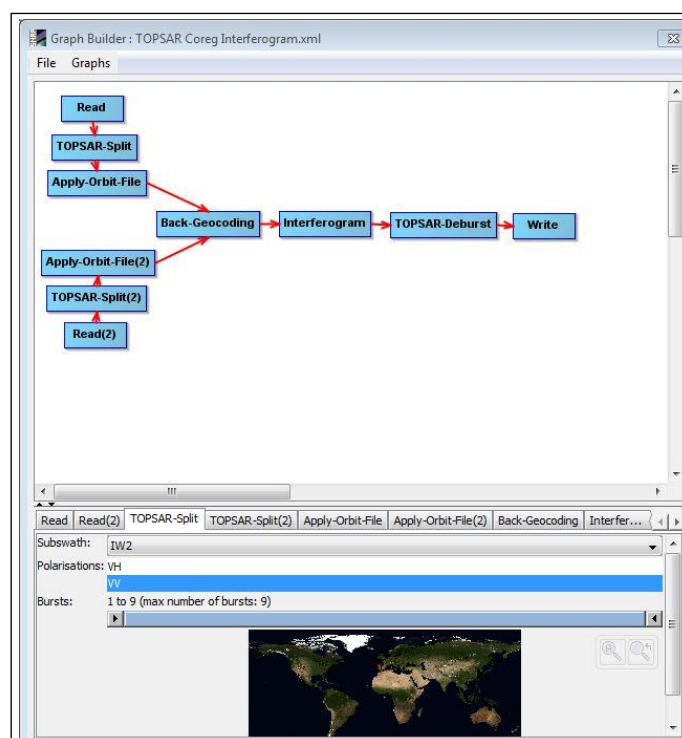 Graph Builder : TOPSAR Coreg Interferogram.xml
File Graphs
Read
TOPSAR-Split
Apply-Orbit-File
Back-Geocoding Interferogram TOPSAR-Deburst Write
Apply-Orbit-File(2)
TOPSAR-Split(2)
Read(2)
Read Read(2) TOPSAR-Split TOPSAR-Split(2) Apply-Orbit-File Apply-Orbit-File(2) Back-Geocoding Interfer...
Subswath: IW2
Polarisations: VH
VV
Bursts: 1 to 9 (max number of bursts: 9)